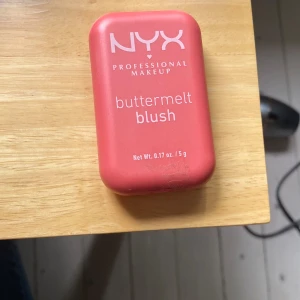 NYX
PROFESSIONAL
MAKEUP
buttermelt
blush
Net Wt. 0.17 oz. / 5 g